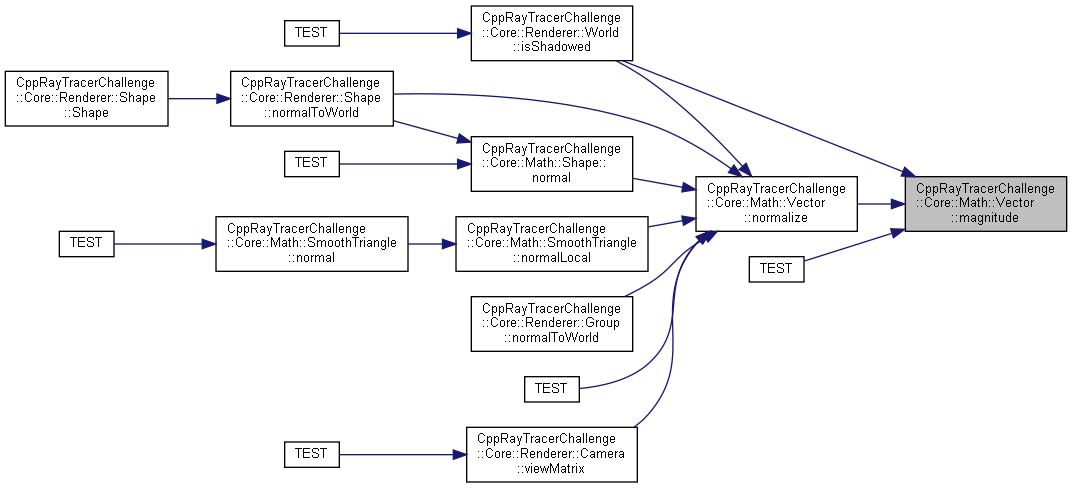 TEST
CppRayTracerChallenge
::Core::Renderer::World
::isShadowed
CppRayTracerChallenge
::Core::Renderer::Shape
::Shape
CppRayTracerChallenge
::Core::Renderer::Shape
::normalToWorld
TEST
CppRayTracerChallenge
::Core::Math::Shape::
normal
CppRayTracerChallenge
::Core::Math::Vector
::normalize
CppRayTracerChallenge
::Core::Math::Vector
::magnitude
TEST
CppRayTracerChallenge
::Core::Math::SmoothTriangle
::normal
CppRayTracerChallenge
::Core::Math::SmoothTriangle
::normalLocal
TEST
CppRayTracerChallenge
::Core::Renderer::Group
::normalToWorld
TEST
TEST
CppRayTracerChallenge
::Core::Renderer::Camera
::viewMatrix